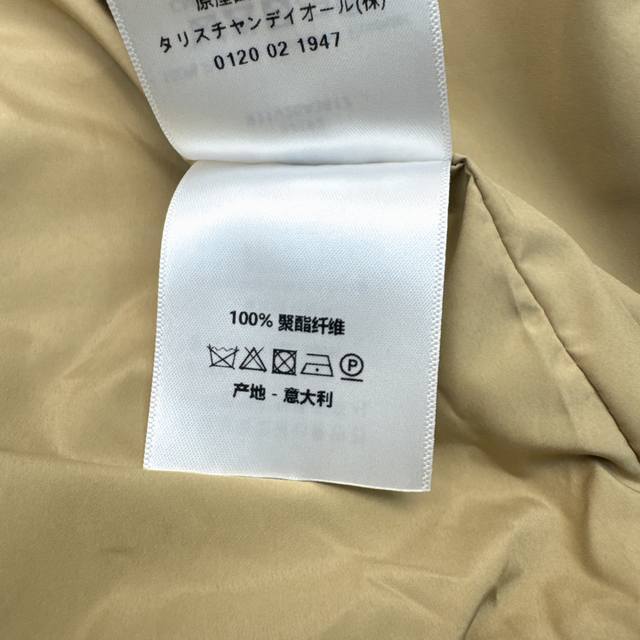 タリスチャンディオール(株)
0120 02 1947
100% 聚酯纤维
P
产地 - 意大利